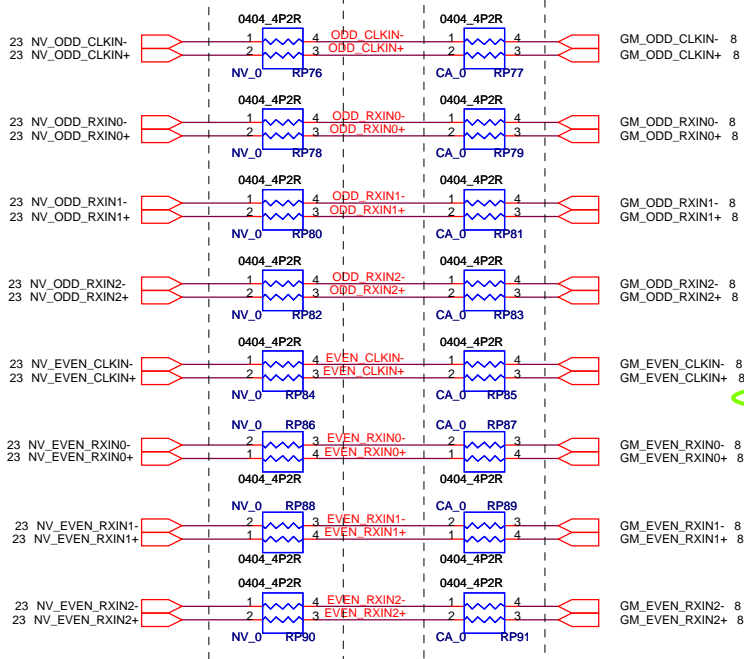 0404_4P2R 0404_4P2R
23 NV_ODD_CLKIN- 1 4 ODD_CLKIN- 1 4 GM_ODD_CLKIN- 8
23 NV_ODD_CLKIN+ 2 3 ODD_CLKIN+ 2 3 GM_ODD_CLKIN+ 8
NV_0 RP76 CA_0 RP77
0404_4P2R 0404_4P2R
23 NV_ODD_RXIN0- 1 4 ODD_RXIN0- 1 4 GM_ODD_RXIN0- 8
23 NV_ODD_RXIN0+ 2 3 ODD_RXIN0+ 2 3 GM_ODD_RXIN0+ 8
NV_0 RP78 CA_0 RP79
0404_4P2R 0404_4P2R
23 NV_ODD_RXIN1- 1 4 ODD_RXIN1- 1 4 GM_ODD_RXIN1- 8
23 NV_ODD_RXIN1+ 2 3 ODD_RXIN1+ 2 3 GM_ODD_RXIN1+ 8
NV_0 RP80 CA_0 RP81
0404_4P2R 0404_4P2R
23 NV_ODD_RXIN2- 1 4 ODD_RXIN2- 1 4 GM_ODD_RXIN2- 8
23 NV_ODD_RXIN2+ 2 3 ODD_RXIN2+ 2 3 GM_ODD_RXIN2+ 8
NV_0 RP82 CA_0 RP83
0404_4P2R 0404_4P2R
23 NV_EVEN_CLKIN- 1 4 EVEN_CLKIN- 1 4 GM_EVEN_CLKIN- 8
23 NV_EVEN_CLKIN+ 2 3 EVEN_CLKIN+ 2 3 GM_EVEN_CLKIN+ 8
NV_0 RP84 CA_0 RP85
NV_0 RP86 CA_0 RP87
23 NV_EVEN_RXIN0- 2 3 EVEN_RXIN0- 2 3 GM_EVEN_RXIN0- 8
23 NV_EVEN_RXIN0+ 1 4 EVEN_RXIN0+ 1 4 GM_EVEN_RXIN0+ 8
0404_4P2R 0404_4P2R
NV_0 RP88 CA_0 RP89
23 NV_EVEN_RXIN1- 2 3 EVEN_RXIN1- 2 3 GM_EVEN_RXIN1- 8
23 NV_EVEN_RXIN1+ 1 4 EVEN_RXIN1+ 1 4 GM_EVEN_RXIN1+ 8
0404_4P2R 0404_4P2R
0404_4P2R 0404_4P2R
23 NV_EVEN_RXIN2- 1 4 EVEN_RXIN2- 1 4 GM_EVEN_RXIN2- 8
23 NV_EVEN_RXIN2+ 2 3 EVEN_RXIN2+ 2 3 GM_EVEN_RXIN2+ 8
NV_0 RP90 CA_0 RP91